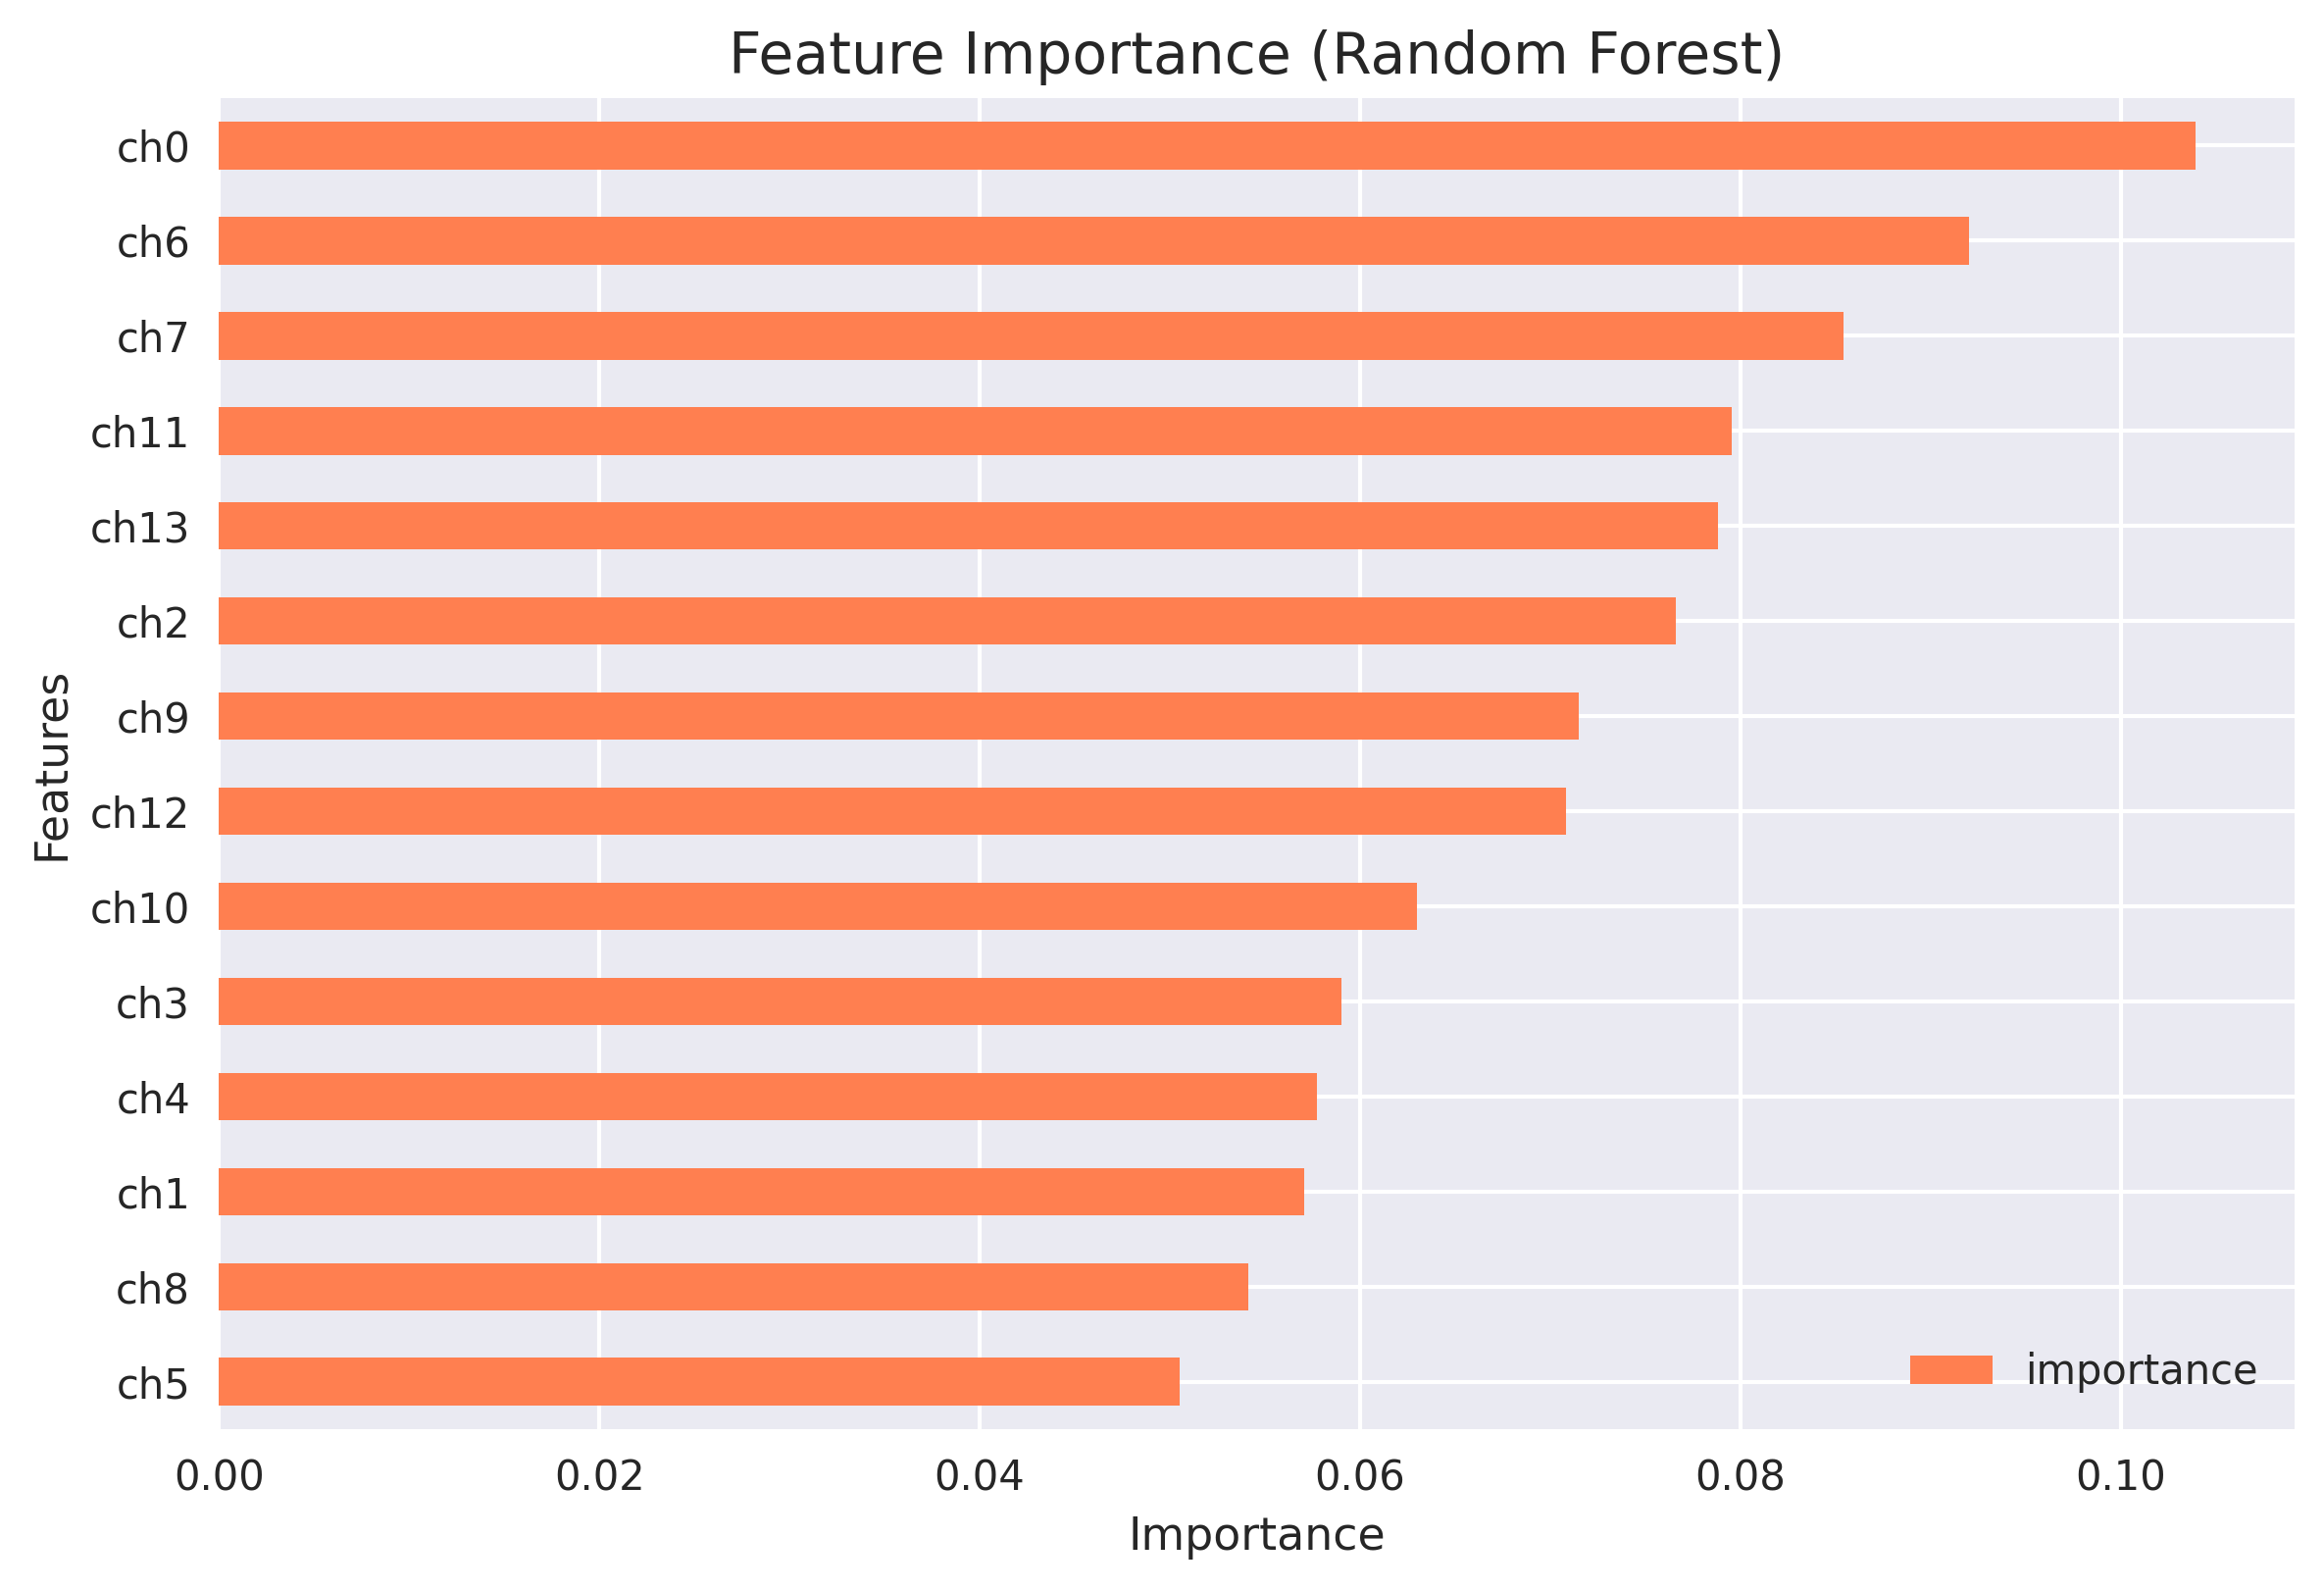 Feature Importance (Random Forest)
ch0
ch6
ch7
ch11
ch13
ch2
ch9
ch12
ch10
ch3
ch4
ch1
ch8
ch5
Features
importance
0.00 0.02 0.04 0.06 0.08 0.10
Importance